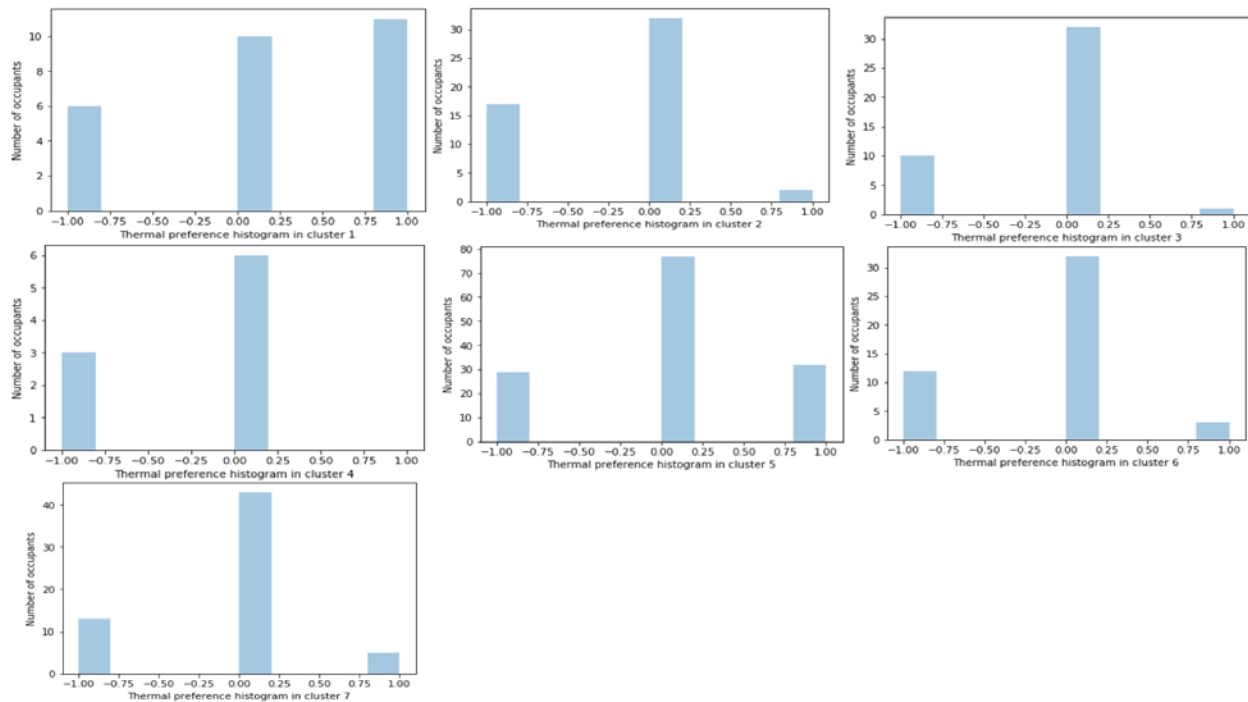 Number of occupants
10
8
6
4
2
0
−1.00 −0.75 −0.50 −0.25 0.00 0.25 0.50 0.75 1.00
Thermal preference histogram in cluster 1
Number of occupants
30
25
20
15
10
5
0
−1.00 −0.75 −0.50 −0.25 0.00 0.25 0.50 0.75 1.00
Thermal preference histogram in cluster 2
Number of occupants
30
25
20
15
10
5
0
−1.00 −0.75 −0.50 −0.25 0.00 0.25 0.50 0.75 1.00
Thermal preference histogram in cluster 3
Number of occupants
6
5
4
3
2
1
0
−1.00 −0.75 −0.50 −0.25 0.00 0.25 0.50 0.75 1.00
Thermal preference histogram in cluster 4
Number of occupants
80
70
60
50
40
30
20
10
0
−1.00 −0.75 −0.50 −0.25 0.00 0.25 0.50 0.75 1.00
Thermal preference histogram in cluster 5
Number of occupants
30
25
20
15
10
5
0
−1.00 −0.75 −0.50 −0.25 0.00 0.25 0.50 0.75 1.00
Thermal preference histogram in cluster 6
Number of occupants
40
30
20
10
0
−1.00 −0.75 −0.50 −0.25 0.00 0.25 0.50 0.75 1.00
Thermal preference histogram in cluster 7